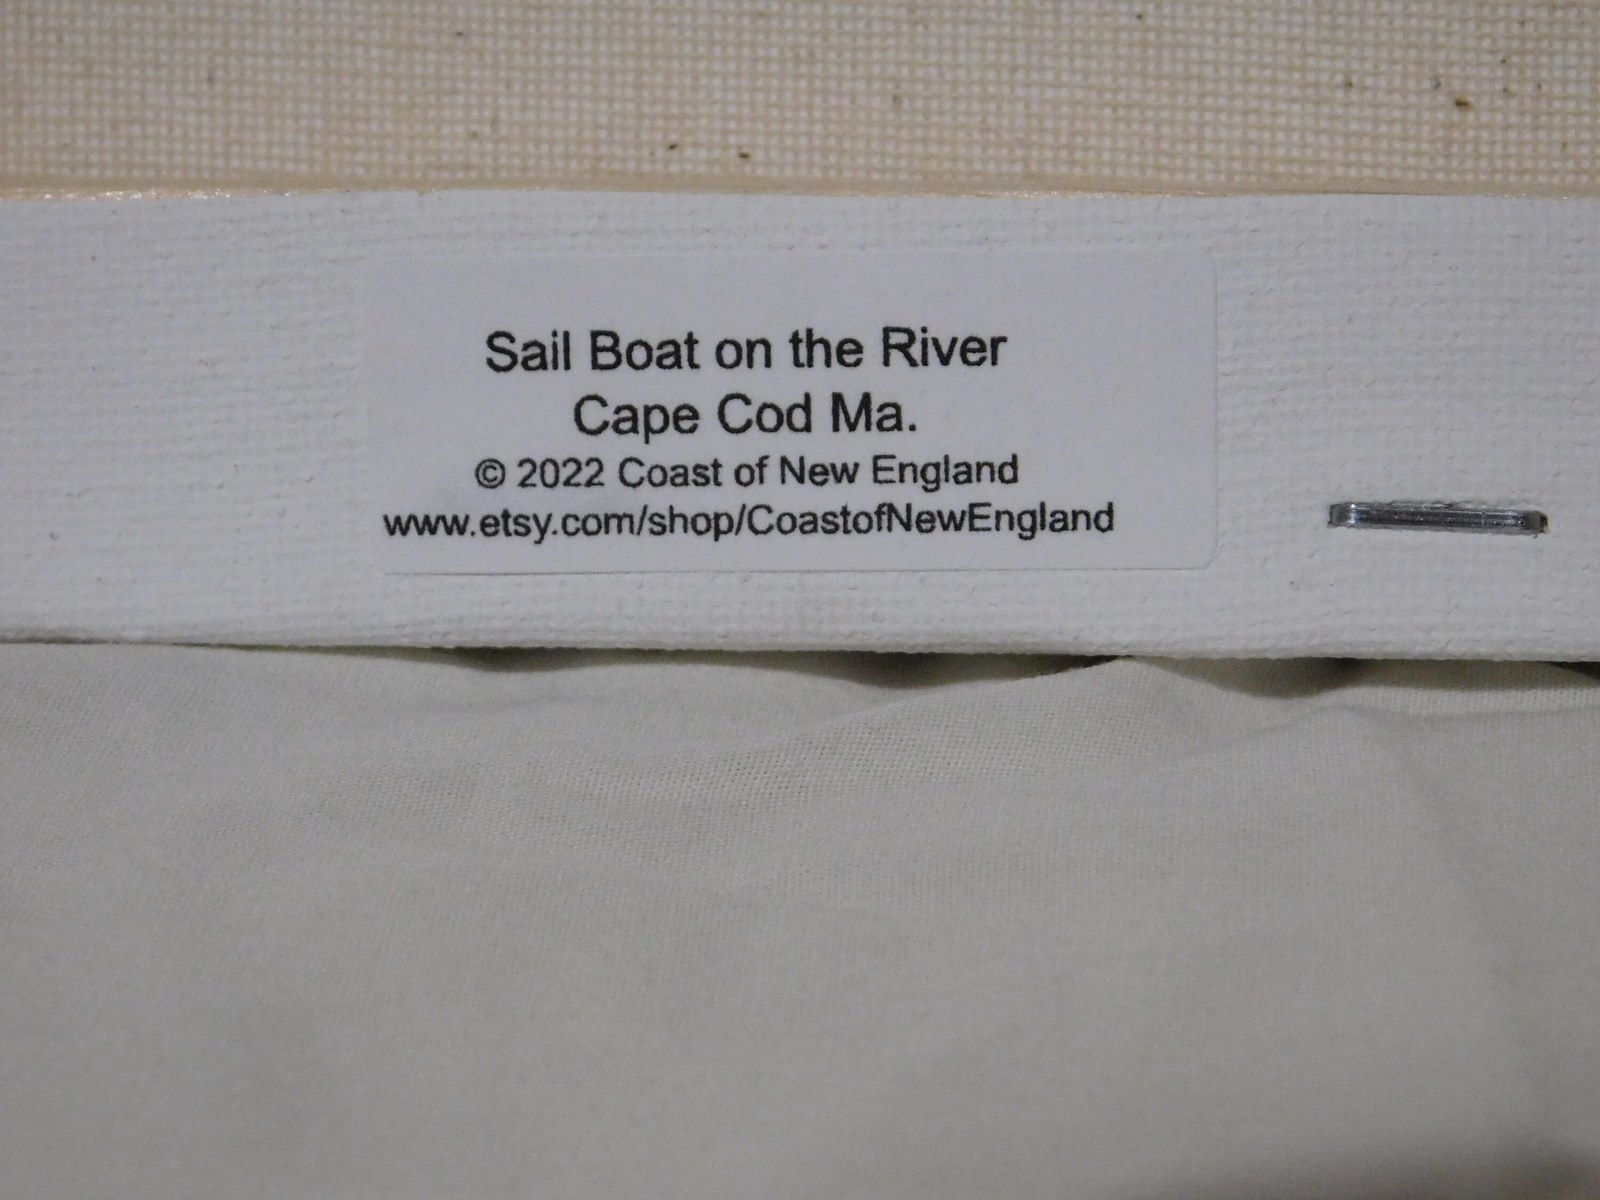 Sail Boat on the River
Cape Cod Ma.
© 2022 Coast of New England
www.etsy.com/shop/CoastofNewEngland